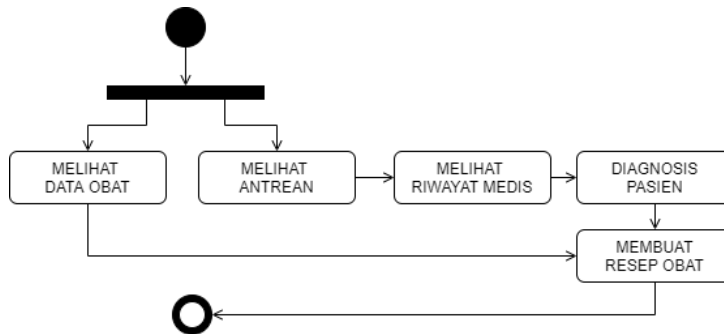 MELIHAT
DATA OBAT
MELIHAT
ANTREAN
MELIHAT
RIWAYAT MEDIS
DIAGNOSIS
PASIEN
MEMBUAT
RESEP OBAT